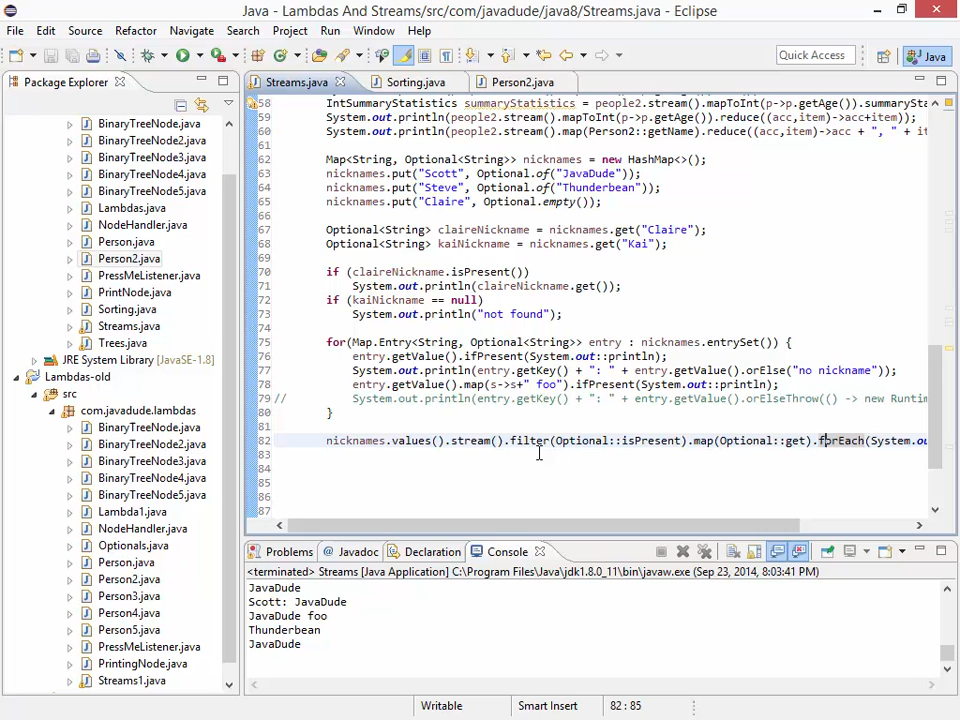 Java - Lambdas And Streams/src/com/javadude/java8/Streams.java - Eclipse
File Edit Source Refactor Navigate Search Project Run Window Help
Quick Access Java
Package Explorer
Streams.java Sorting.java Person2.java
BinaryTreeNode.java
BinaryTreeNode2.java
BinaryTreeNode3.java
BinaryTreeNode4.java
BinaryTreeNode5.java
Lambdas.java
NodeHandler.java
Person.java
Person2.java
PressMeListener.java
PrintNode.java
Sorting.java
Streams.java
Trees.java
JRE System Library [JavaSE-1.8]
Lambdas-old
src
com.javadude.lambdas
BinaryTreeNode.java
BinaryTreeNode2.java
BinaryTreeNode3.java
BinaryTreeNode4.java
BinaryTreeNode5.java
Lambda1.java
NodeHandler.java
Optionals.java
Person.java
Person2.java
Person3.java
Person4.java
Person5.java
PressMeListener.java
PrintingNode.java
Streams1.java
58 IntSummaryStatistics summaryStatistics = people2.stream().mapToInt(p->p.getAge()).summarySta
59 System.out.println(people2.stream().mapToInt(p->p.getAge()).reduce((acc,item)->acc+item));
60 System.out.println(people2.stream().map(Person2::getName).reduce((acc,item)->acc + ", " + it
61
62 Map<String, Optional<String>> nicknames = new HashMap<>();
63 nicknames.put("Scott", Optional.of("JavaDude"));
64 nicknames.put("Steve", Optional.of("Thunderbean"));
65 nicknames.put("Claire", Optional.empty());
66
67 Optional<String> claireNickname = nicknames.get("Claire");
68 Optional<String> kaiNickname = nicknames.get("Kai");
69
70 if (claireNickname.isPresent())
71 System.out.println(claireNickname.get());
72 if (kaiNickname == null)
73 System.out.println("not found");
74
75 for(Map.Entry<String, Optional<String>> entry : nicknames.entrySet()) {
76 entry.getValue().ifPresent(System.out::println);
77 System.out.println(entry.getKey() + ": " + entry.getValue().orElse("no nickname"));
78 entry.getValue().map(s->s+" foo").ifPresent(System.out::println);
79 // System.out.println(entry.getKey() + ": " + entry.getValue().orElseThrow(() -> new Runtim
80 }
81
82 nicknames.values().stream().filter(Optional::isPresent).map(Optional::get).forEach(System.ou
83
84
85
86
87
Problems Javadoc Declaration Console
<terminated> Streams [Java Application] C:\Program Files\Java\jdk1.8.0_11\bin\javaw.exe (Sep 23, 2014, 8:03:41 PM)
JavaDude
Scott: JavaDude
JavaDude foo
Thunderbean
JavaDude
Writable Smart Insert 82 : 85